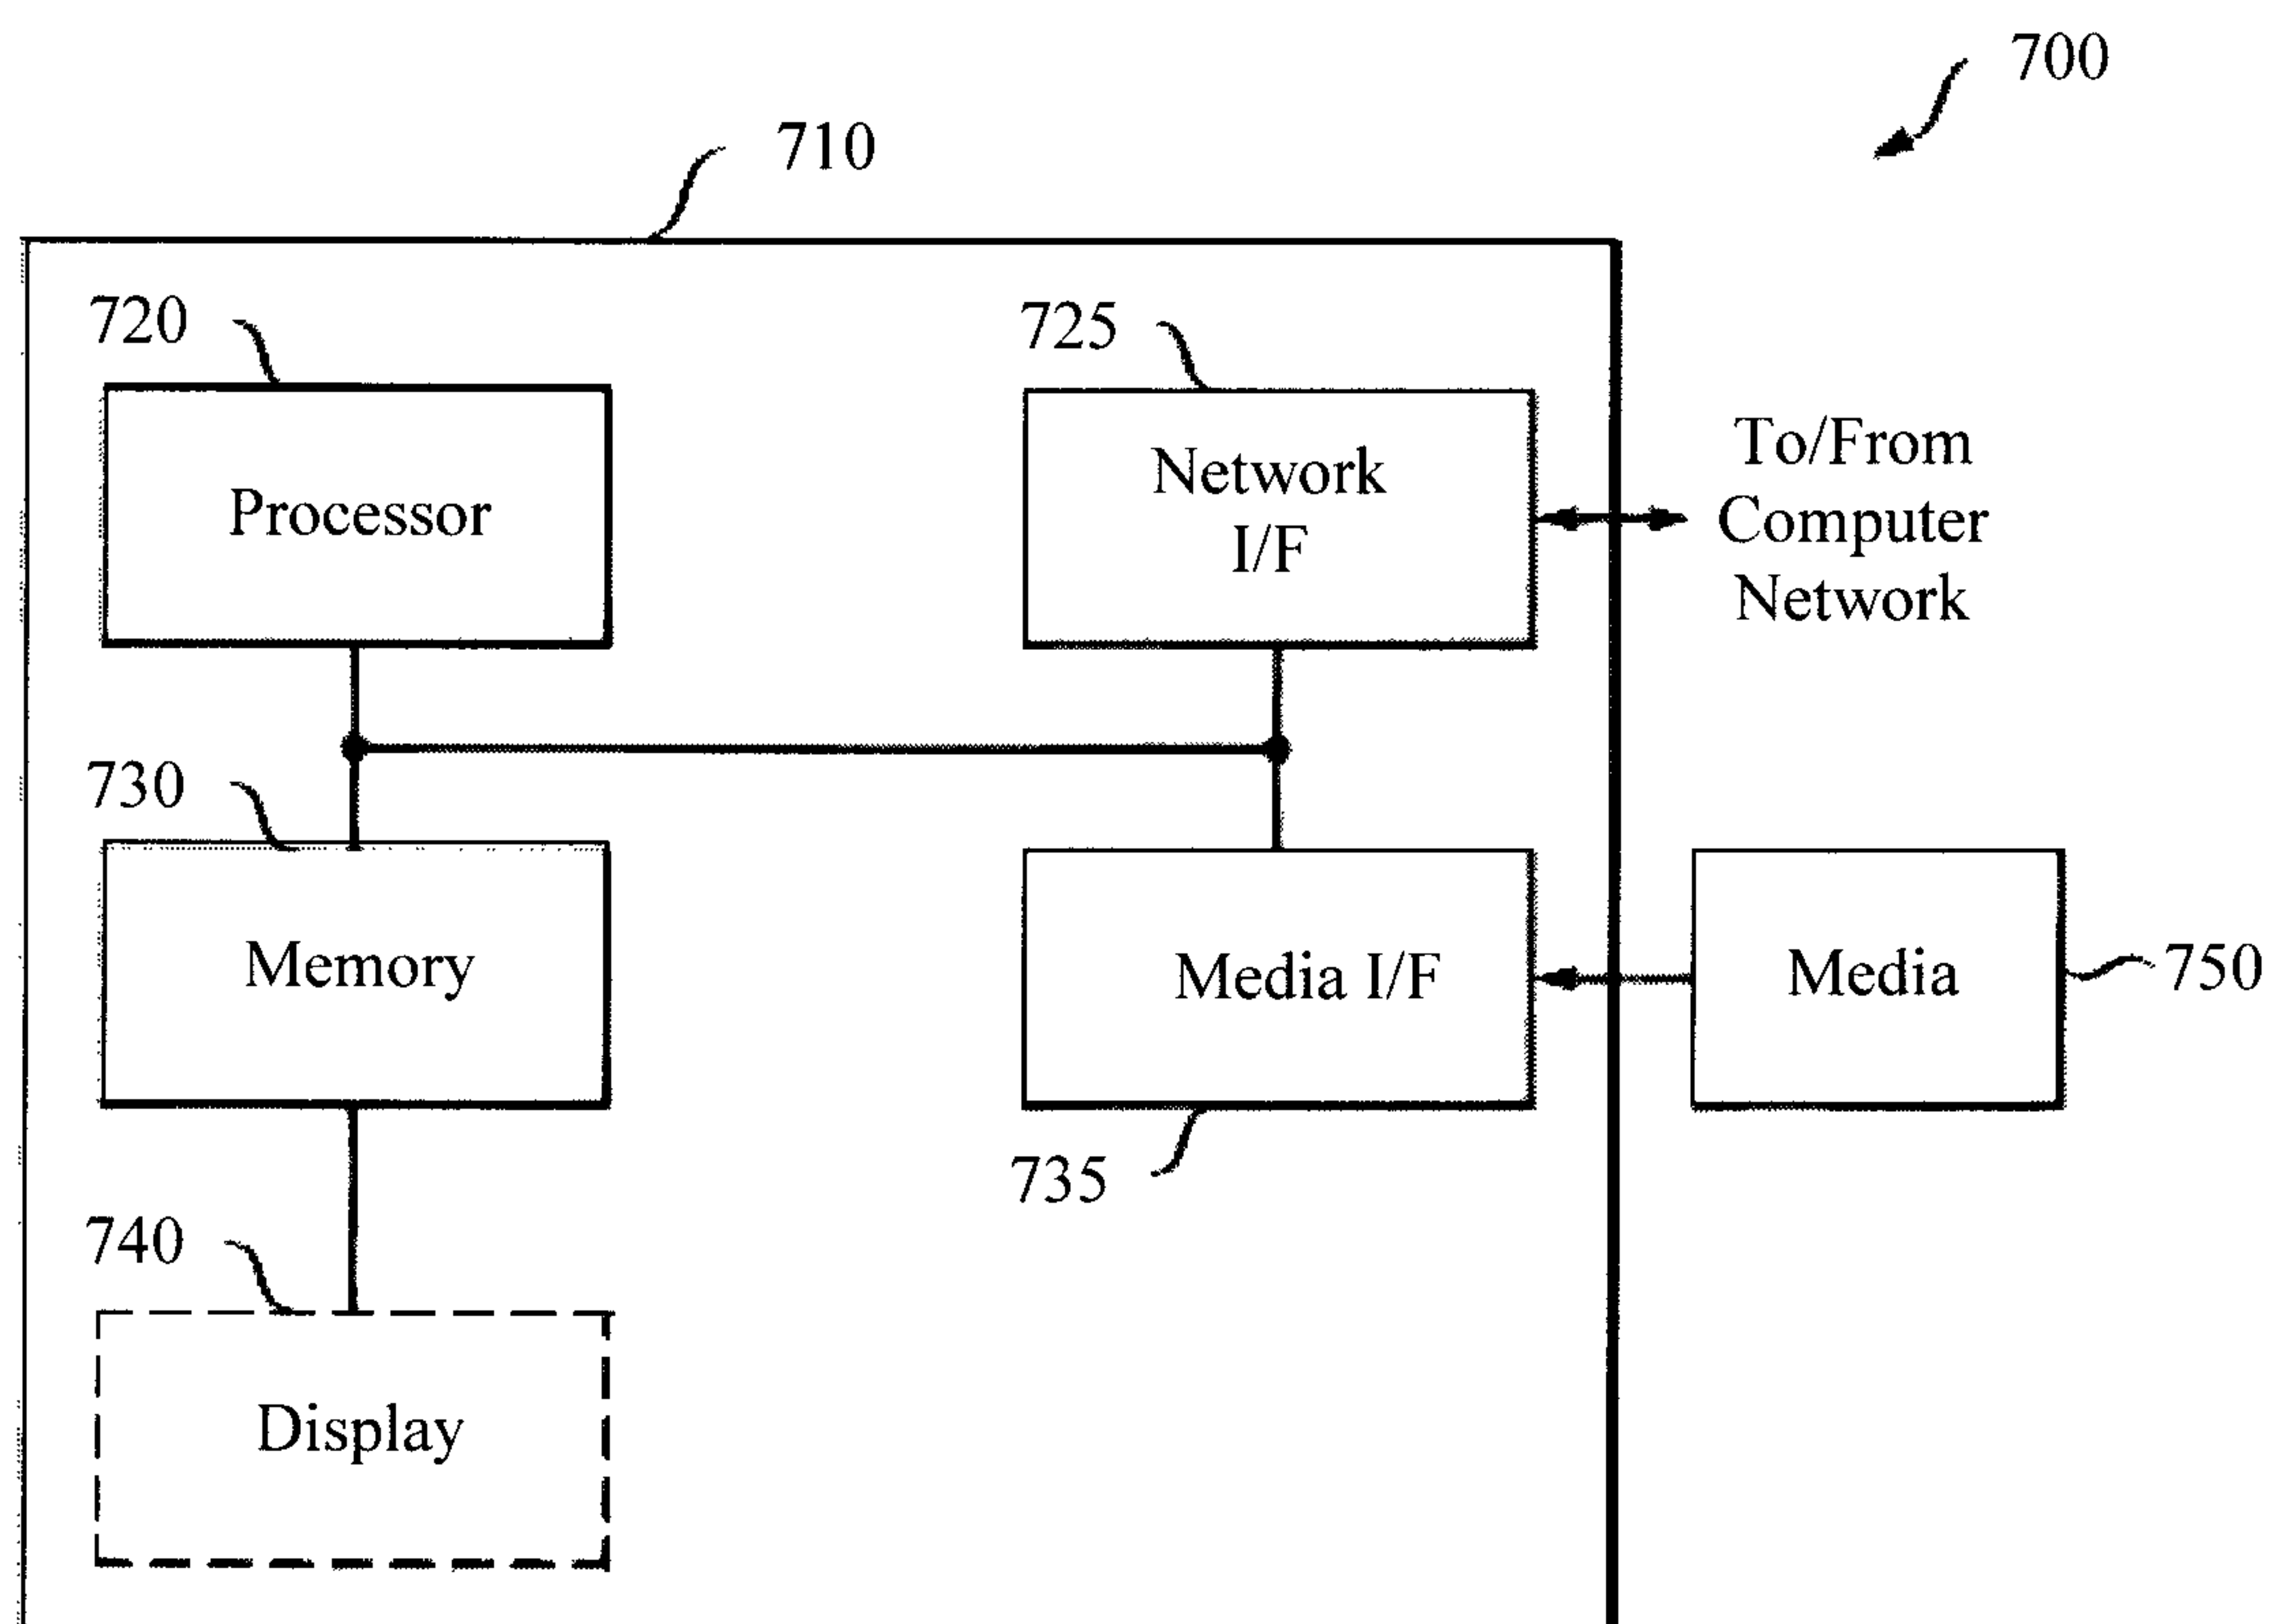 700
710
720
725
Processor
Network
I/F
To/From
Computer
Network
730
Memory
Media I/F
Media
750
735
740
Display